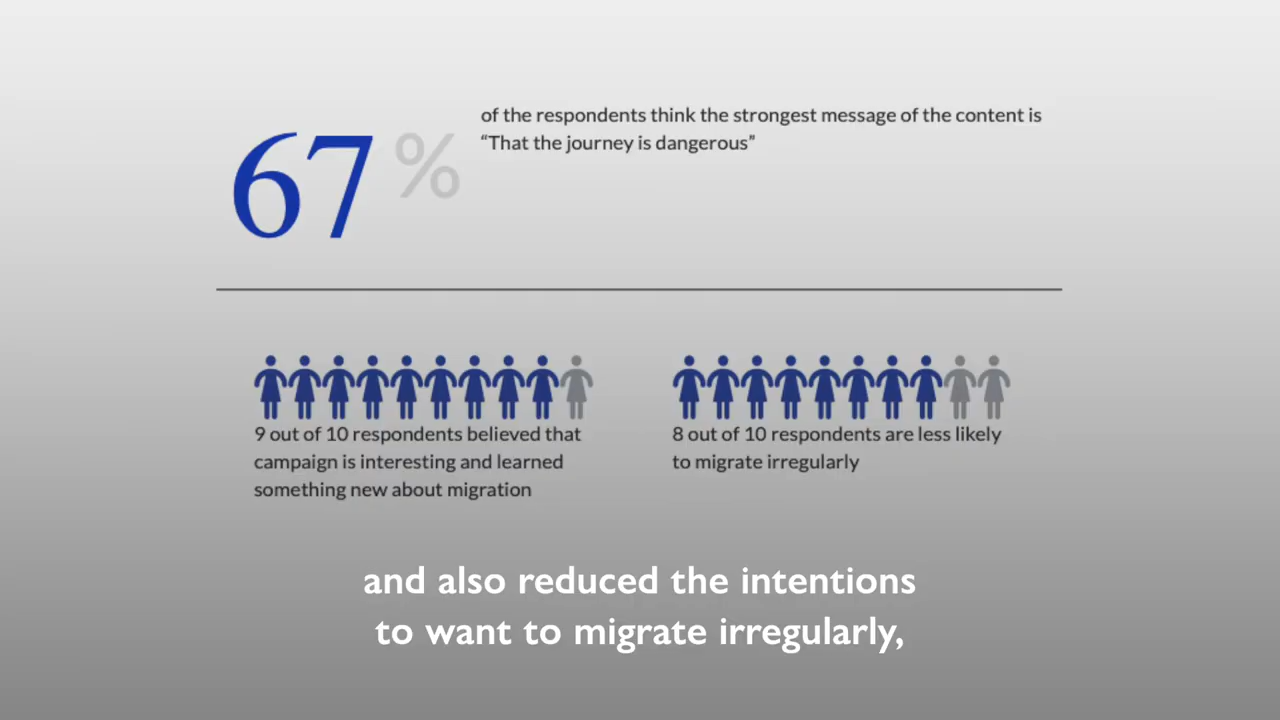 67%
of the respondents think the strongest message of the content is
“That the journey is dangerous”
9 out of 10 respondents believed that
campaign is interesting and learned
something new about migration
8 out of 10 respondents are less likely
to migrate irregularly
and also reduced the intentions
to want to migrate irregularly,